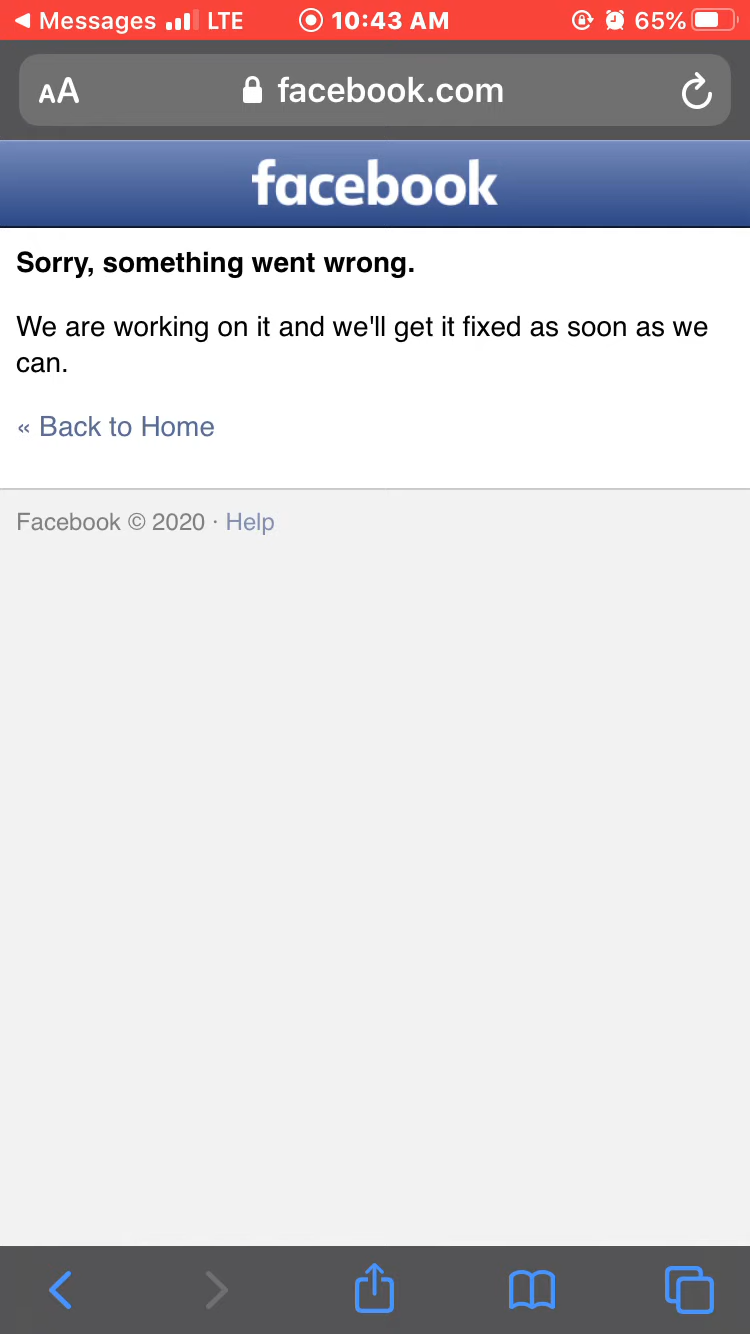 Messages LTE 10:43 AM 65%
AA facebook.com
facebook
Sorry, something went wrong.
We are working on it and we'll get it fixed as soon as we
can.
« Back to Home
Facebook © 2020 · Help